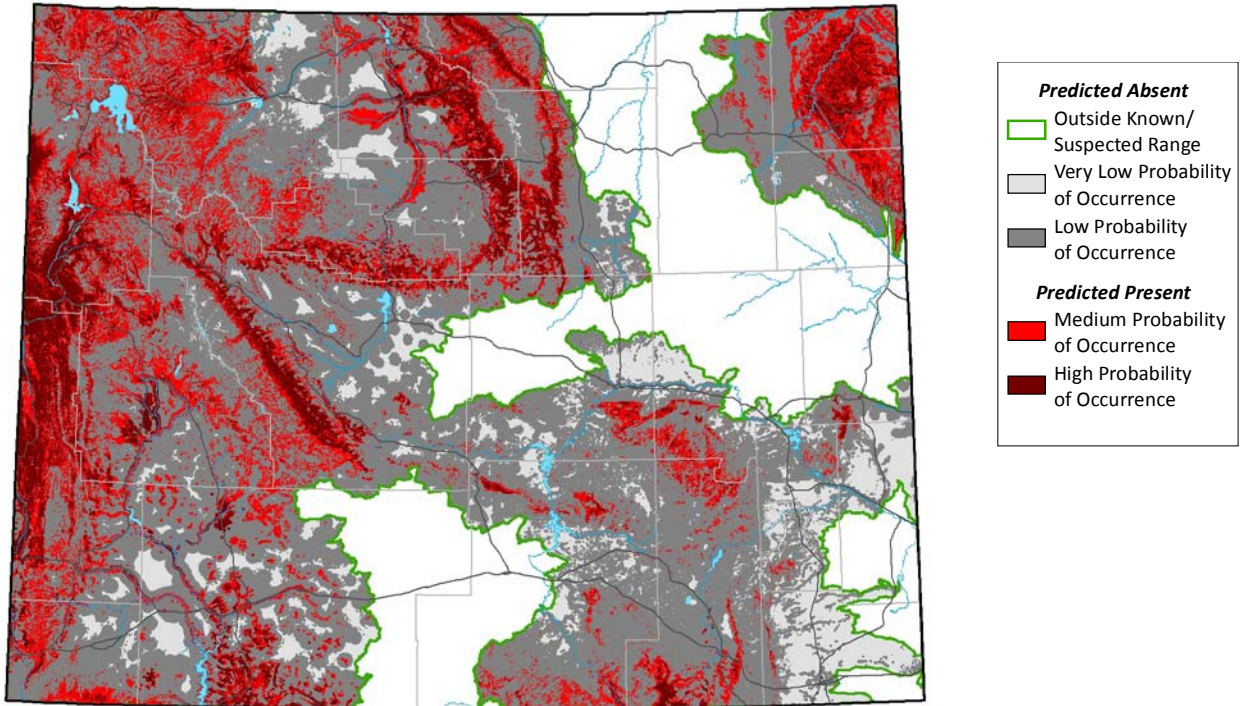 Predicted Absent
Outside Known/
Suspected Range
Very Low Probability
of Occurrence
Low Probability
of Occurrence
Predicted Present
Medium Probability
of Occurrence
High Probability
of Occurrence